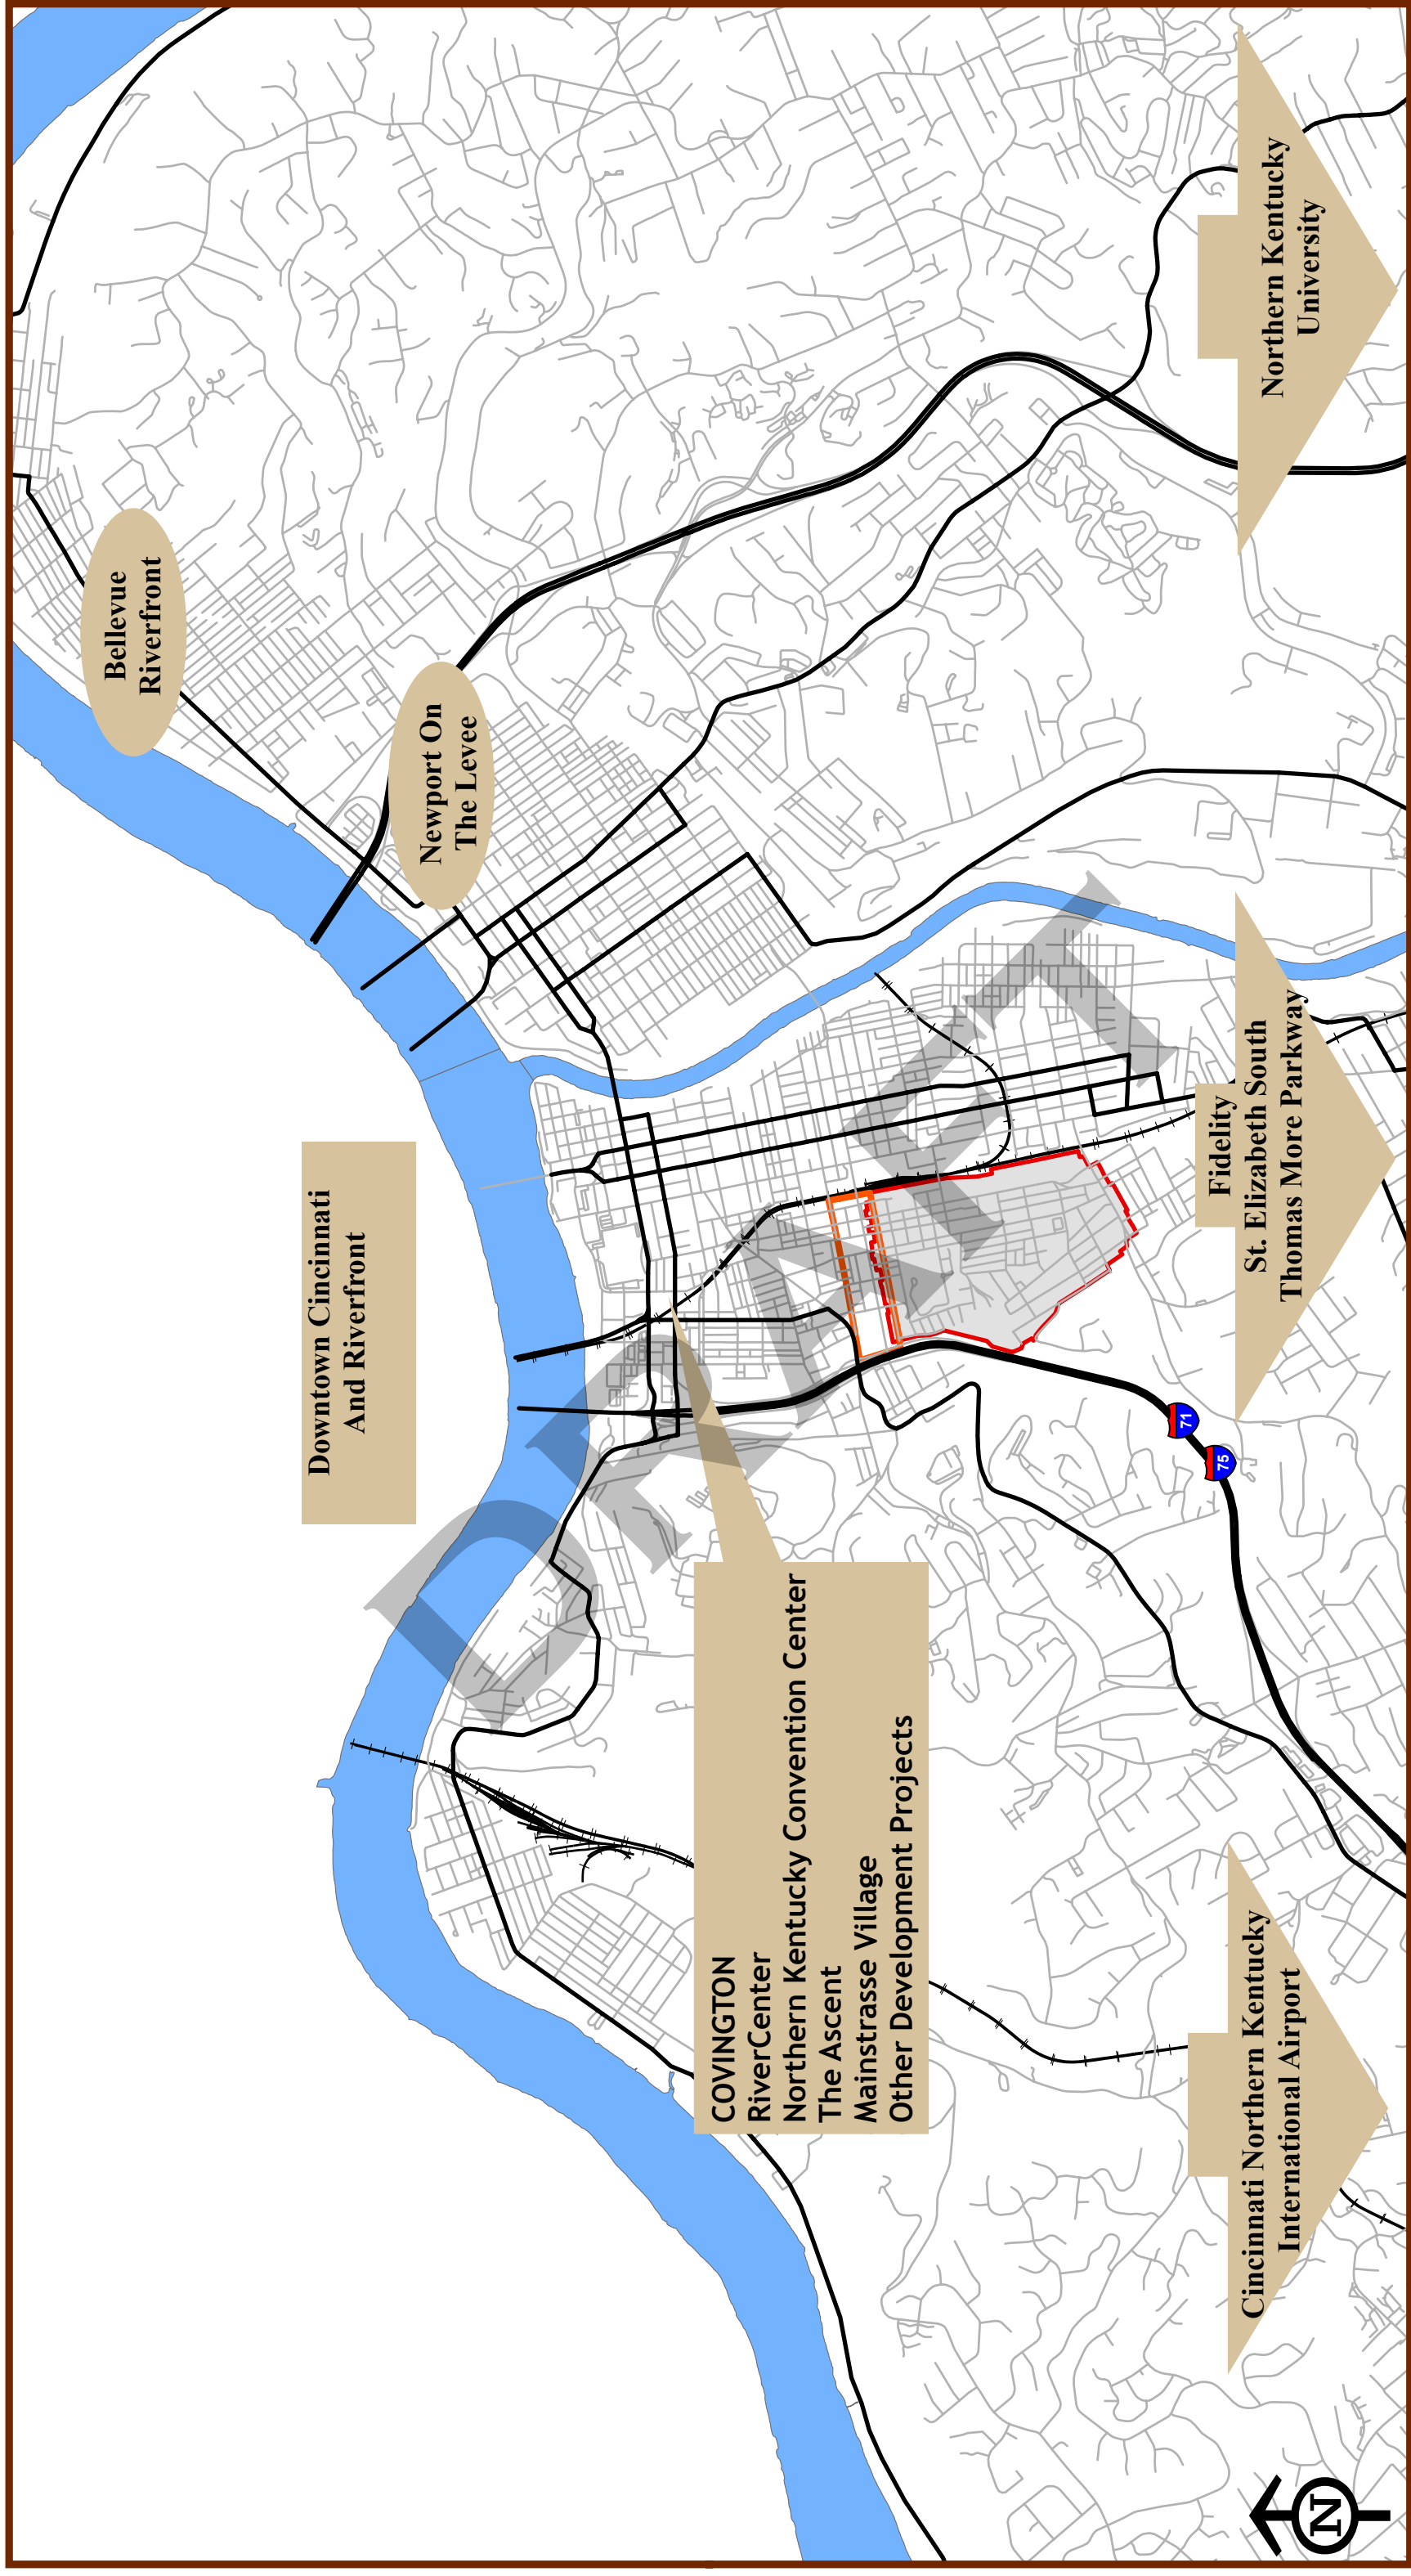 Bellevue
Riverfront
Newport On
The Levee
Downtown Cincinnati
And Riverfront
COVINGTON
RiverCenter
Northern Kentucky Convention Center
The Ascent
Mainstrasse Village
Other Development Projects
Northern Kentucky
University
Fidelity
St. Elizabeth South
Thomas More Parkway
Cincinnati Northern Kentucky
International Airport
71
75
N
DRAFT